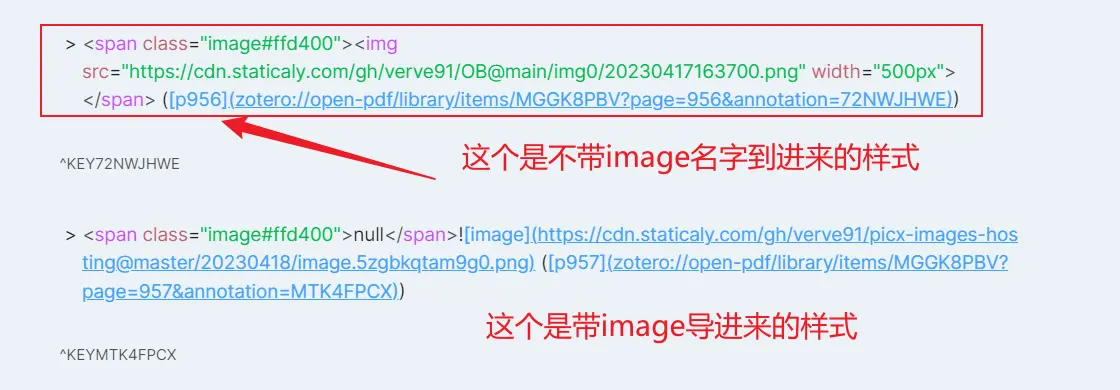 > <span class="image#ffd400"><img
src="https://cdn.staticaly.com/gh/verve91/OB@main/img0/20230417163700.png" width="500px">
</span> ([p956](zotero://open-pdf/library/items/MGGK8PBV?page=956&annotation=72NWJHWE))
^KEY72NWJHWE
这个是不带image名字到进来的样式
> <span class="image#ffd400">null</span>![image](https://cdn.staticaly.com/gh/verve91/picx-images-hos
ting@master/20230418/image.5zgbkqtam9g0.png) ([p957](zotero://open-pdf/library/items/MGGK8PBV?
page=957&annotation=MTK4FPCX))
这个是带image导进来的样式
^KEYMTK4FPCX